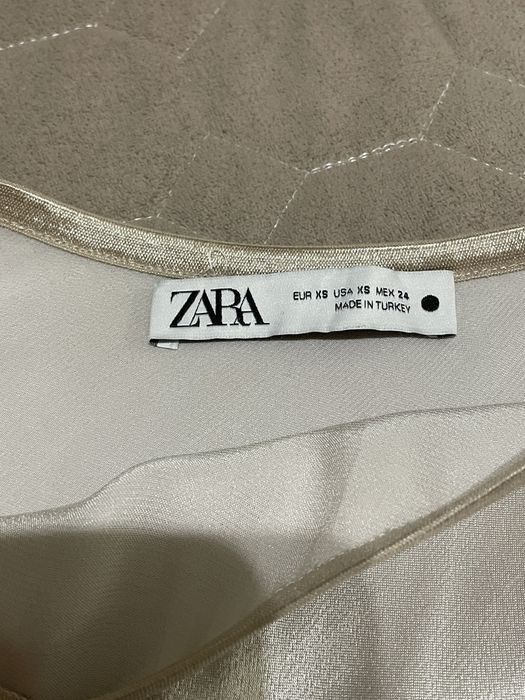 ZARA
EUR XS USA XS MEX 24
MADE IN TURKEY